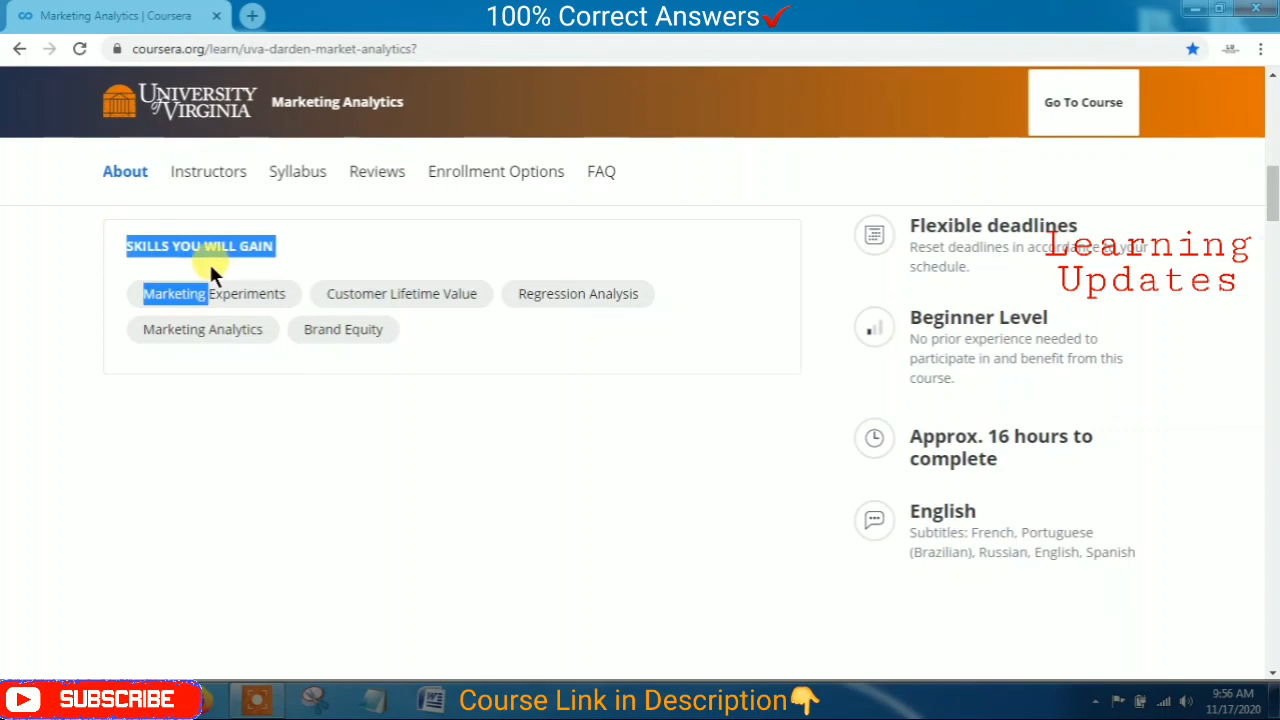 100% Correct Answers
Marketing Analytics | Coursera
coursera.org/learn/uva-darden-market-analytics?
UNIVERSITY of VIRGINIA
Marketing Analytics
Go To Course
About
Instructors
Syllabus
Reviews
Enrollment Options
FAQ
SKILLS YOU WILL GAIN
Marketing Experiments
Customer Lifetime Value
Regression Analysis
Marketing Analytics
Brand Equity
Flexible deadlines
Reset deadlines in accordance to your
schedule.
Learning
Updates
Beginner Level
No prior experience needed to
participate in and benefit from this
course.
Approx. 16 hours to
complete
English
Subtitles: French, Portuguese
(Brazilian), Russian, English, Spanish
SUBSCRIBE
Course Link in Description
9:56 AM
11/17/2020